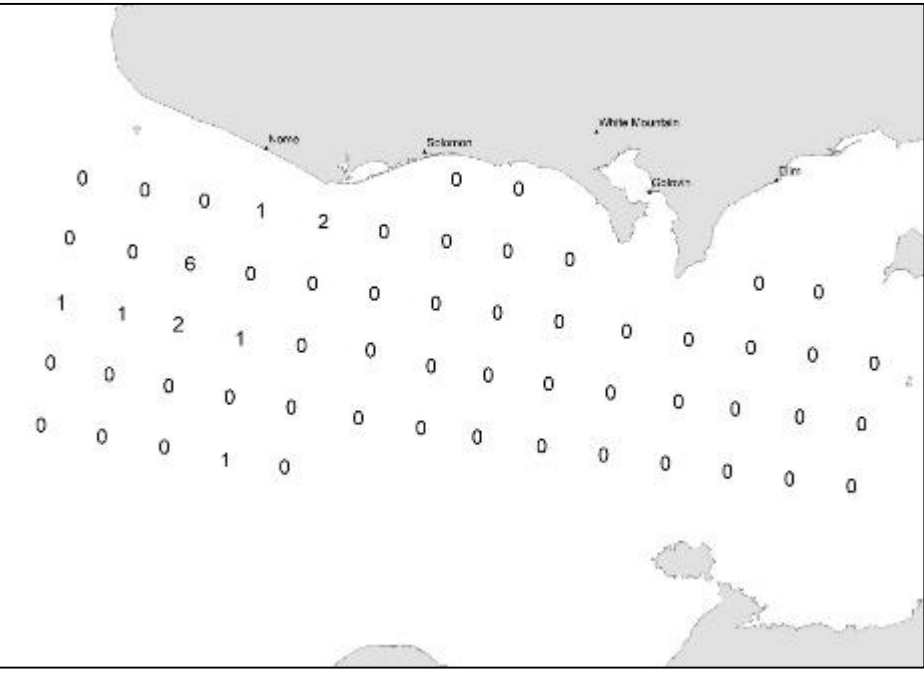 White Mountain
Nome
Solomon
Elim
Golovin
0 0
0 0 0 1 2 0 0 0 0
0 0
0 0 6 0 0 0 0 0 0 0 0 0 0 0
1 1 2 1 0 0 0 0 0 0 0 0 0 0
0 0 0 0 0 0 0 0 0 0 0 0 0 0
0 0 0 1 0